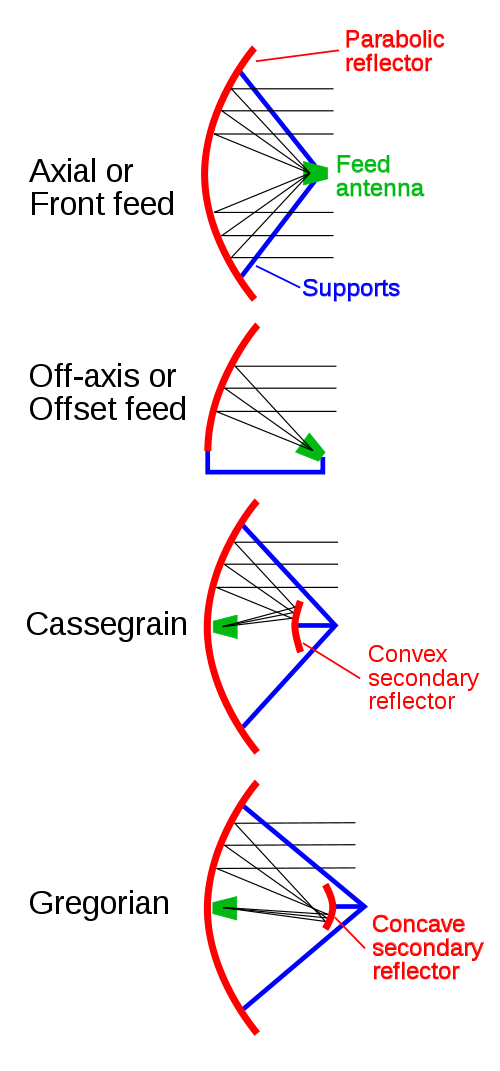 Parabolic
reflector
Axial or
Front feed
Feed
antenna
Supports
Off-axis or
Offset feed
Cassegrain
Convex
secondary
reflector
Gregorian
Concave
secondary
reflector